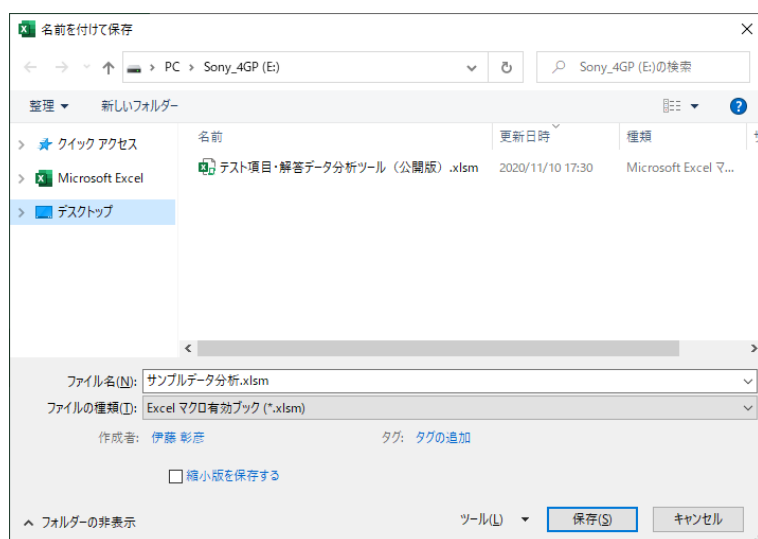 名前を付けて保存
PC > Sony_4GP (E:)
Sony_4GP (E:)の検索
整理
新しいフォルダー
クイック アクセス
Microsoft Excel
デスクトップ
名前 更新日時 種類
テスト項目・解答データ分析ツール（公開版）.xlsm 2020/11/10 17:30 Microsoft Excel マ...
ファイル名(N): サンプルデータ分析.xlsm
ファイルの種類(T): Excel マクロ有効ブック (*.xlsm)
作成者: 伊藤 彰彦 タグ: タグの追加
縮小版を保存する
フォルダーの非表示 ツール(L) 保存(S) キャンセル